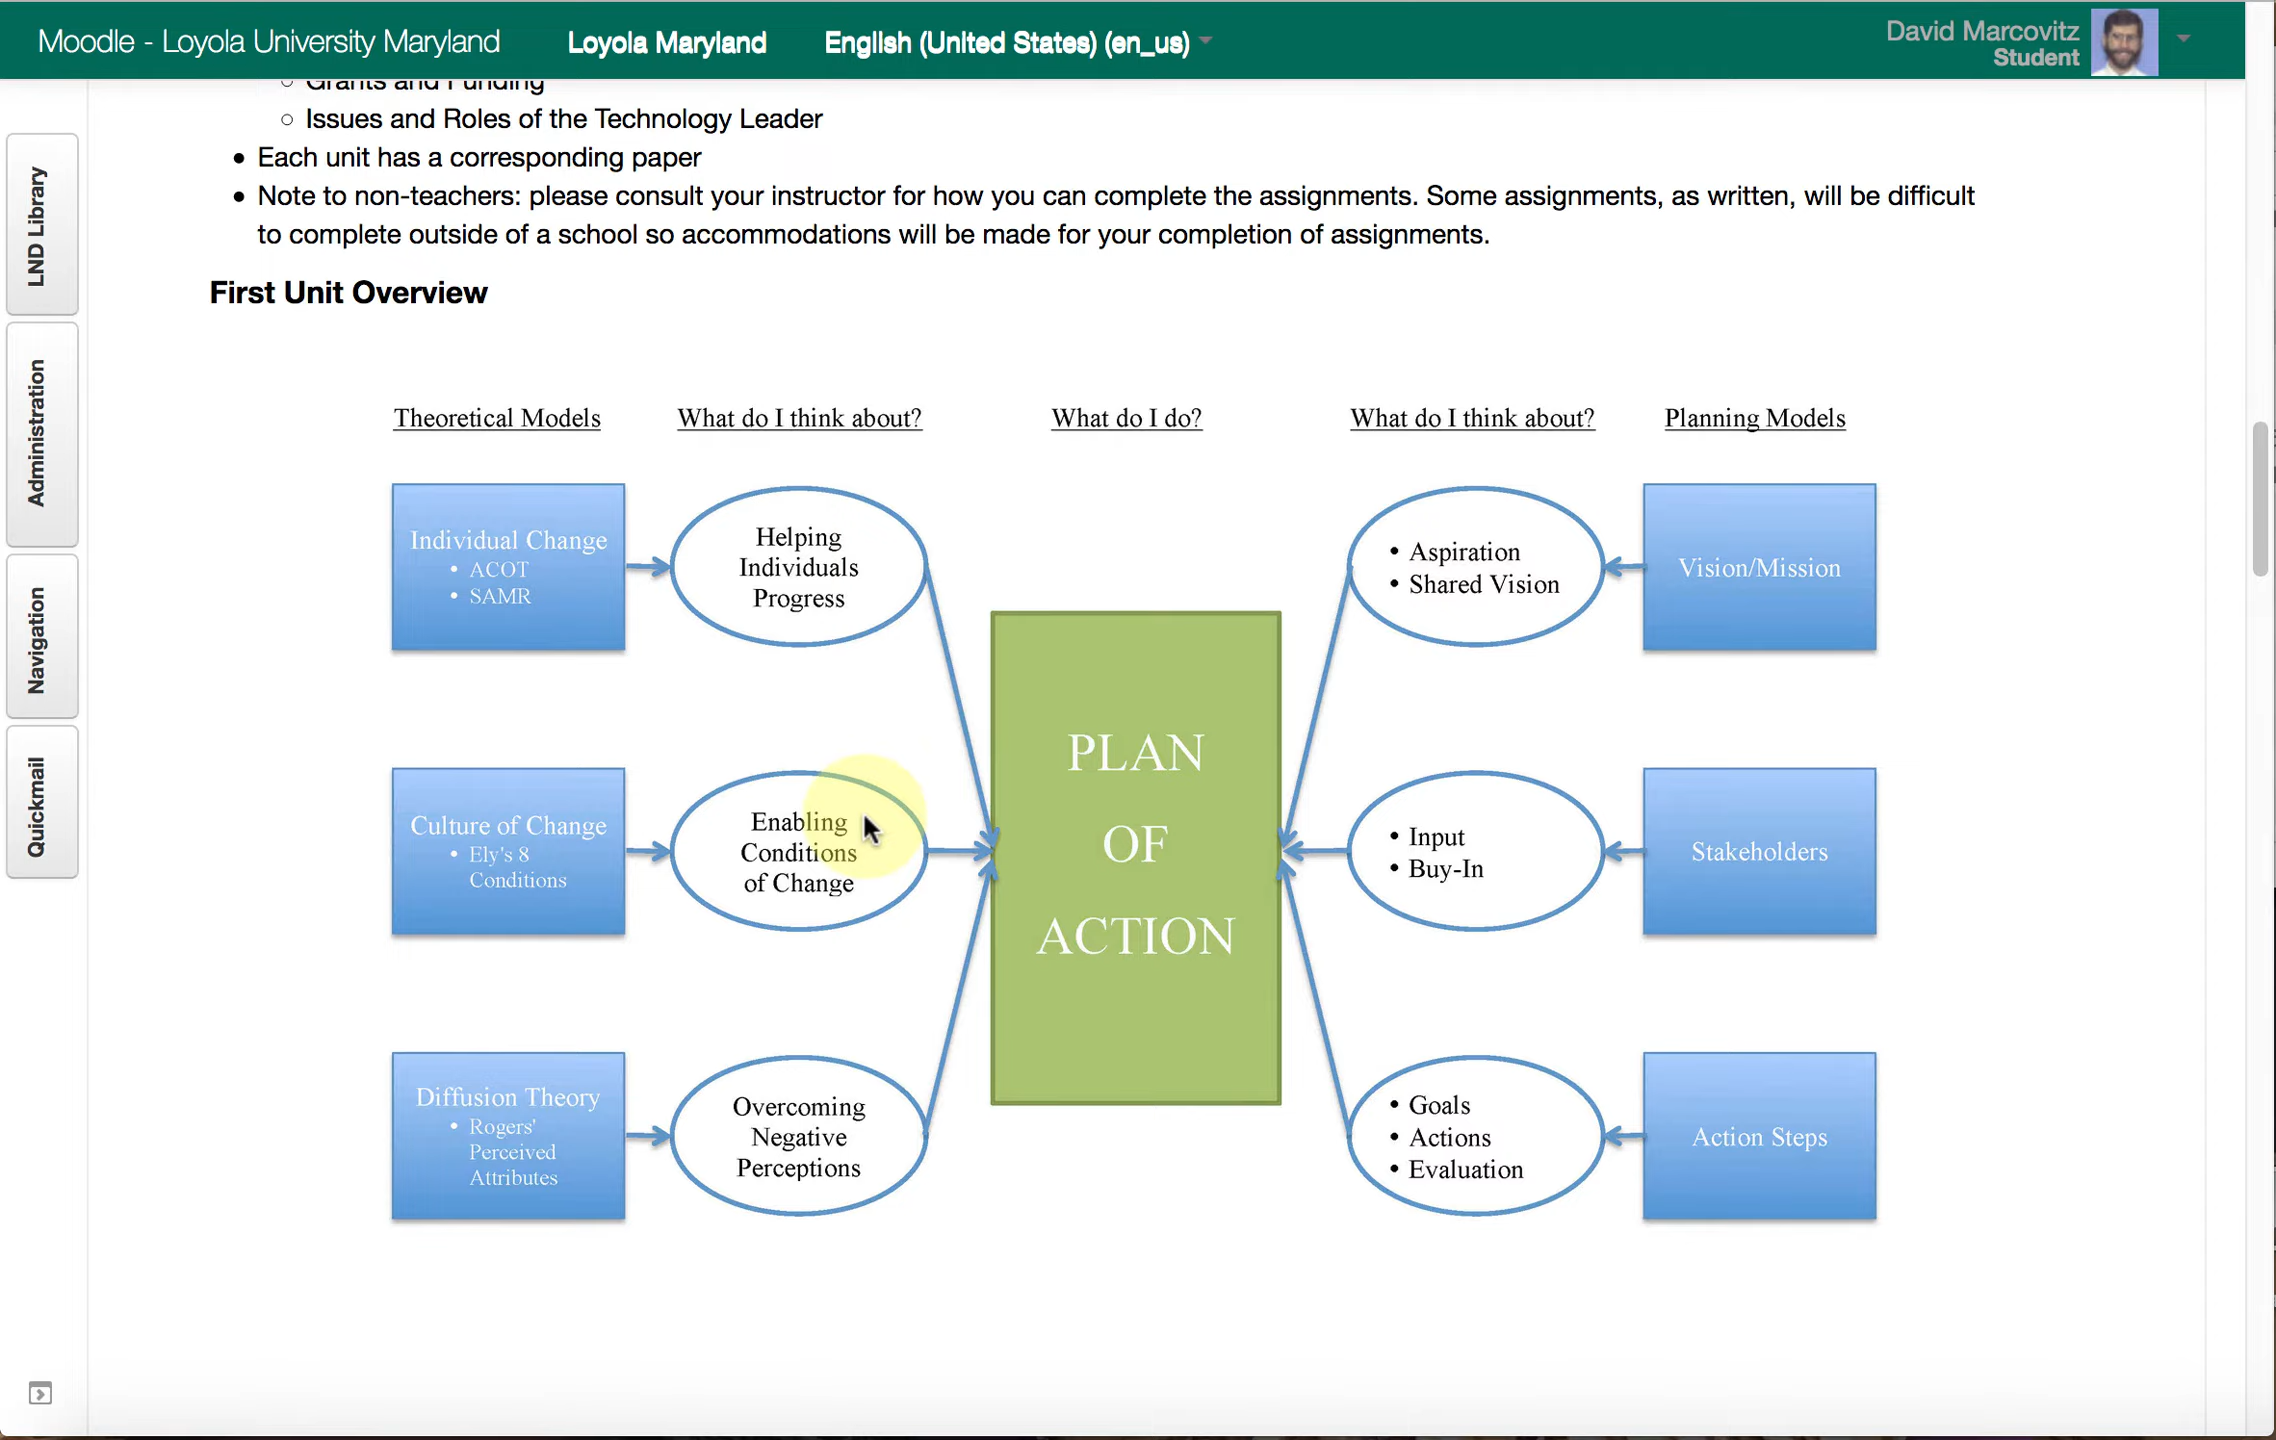 Moodle - Loyola University Maryland
Loyola Maryland
English (United States) (en_us)
David Marcovitz
Student
LND Library
Administration
Navigation
Quickmail
Grants and Funding
Issues and Roles of the Technology Leader
Each unit has a corresponding paper
Note to non-teachers: please consult your instructor for how you can complete the assignments. Some assignments, as written, will be difficult
to complete outside of a school so accommodations will be made for your completion of assignments.
First Unit Overview
Theoretical Models
What do I think about?
What do I do?
What do I think about?
Planning Models
Individual Change
• ACOT
• SAMR
Helping
Individuals
Progress
• Aspiration
• Shared Vision
Vision/Mission
Culture of Change
• Ely's 8
Conditions
Enabling
Conditions
of Change
PLAN
OF
ACTION
• Input
• Buy-In
Stakeholders
Diffusion Theory
• Rogers'
Perceived
Attributes
Overcoming
Negative
Perceptions
• Goals
• Actions
• Evaluation
Action Steps